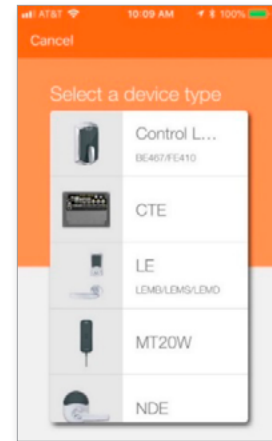 AT&T 10:09 AM 100%
Cancel
Select a device type
Control L...
BE467/FE410
CTE
LE
LEMB/LEMS/LEMD
MT20W
NDE